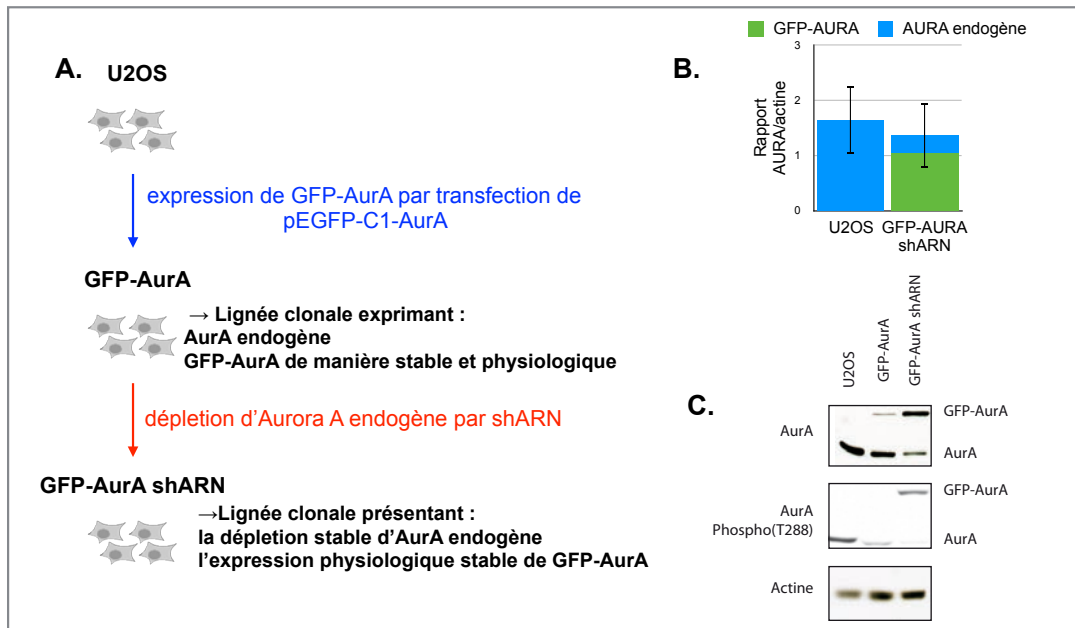 A.
U2OS
expression de GFP-AurA par transfection de
pEGFP-C1-AurA
GFP-AurA
→ Lignée clonale exprimant :
AurA endogène
GFP-AurA de manière stable et physiologique
dépletion d'Aurora A endogène par shARN
GFP-AurA shARN
→Lignée clonale présentant :
la dépletion stable d'AurA endogène
l'expression physiologique stable de GFP-AurA
GFP-AURA AURA endogène
B.
Rapport
AURA/actine
3
2
1
0
U2OS
GFP-AURA
shARN
C.
U2OS
GFP-AurA
GFP-AurA shARN
AurA
GFP-AurA
AurA
AurA
Phospho(T288)
GFP-AurA
AurA
Actine